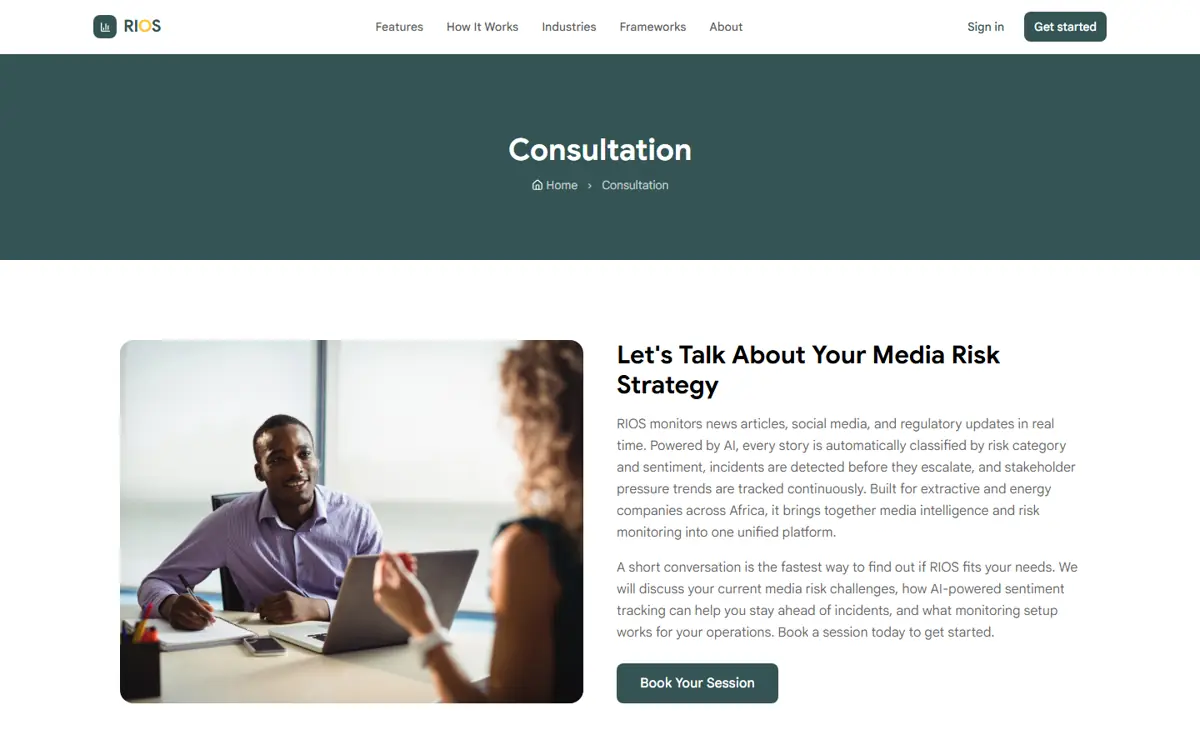 RIOS
Features
How It Works
Industries
Frameworks
About
Sign in
Get started
Consultation
Home › Consultation
Let's Talk About Your Media Risk
Strategy
RIOS monitors news articles, social media, and regulatory updates in real
time. Powered by AI, every story is automatically classified by risk category
and sentiment, incidents are detected before they escalate, and stakeholder
pressure trends are tracked continuously. Built for extractive and energy
companies across Africa, it brings together media intelligence and risk
monitoring into one unified platform.
A short conversation is the fastest way to find out if RIOS fits your needs. We
will discuss your current media risk challenges, how AI-powered sentiment
tracking can help you stay ahead of incidents, and what monitoring setup
works for your operations. Book a session today to get started.
Book Your Session